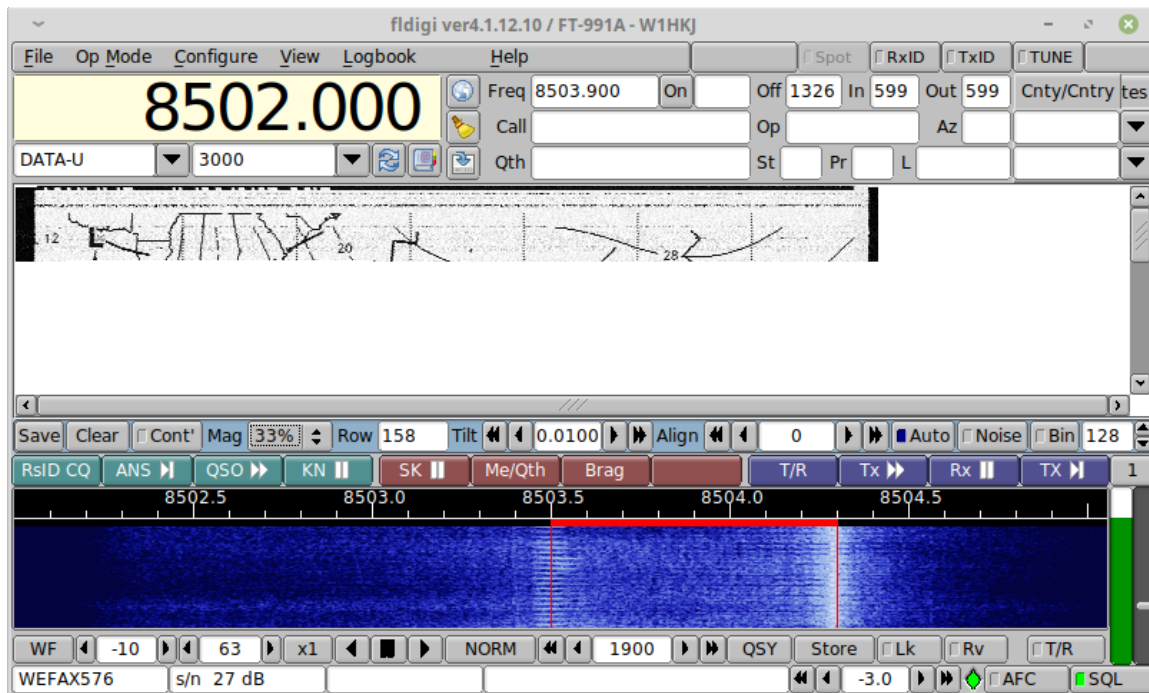 fldigi ver4.1.12.10 / FT-991A - W1HKJ
File Op Mode Configure View Logbook Help Spot RxID TxID TUNE
8502.000 Freq 8503.900 On Off 1326 In 599 Out 599 Cnty/Cntry tes
Call Op Az
DATA-U 3000 Qth St Pr L
12 L 20 28
Save Clear Cont' Mag 33% Row 158 Tilt 0.0100 Align 0 Auto Noise Bin 128
RsID CQ ANS QSO KN SK Me/Qth Brag T/R Tx Rx TX 1
8502.5 8503.0 8503.5 8504.0 8504.5
WF -10 63 x1 NORM 1900 QSY Store Lk Rv T/R
WEFAX576 s/n 27 dB -3.0 AFC SQL